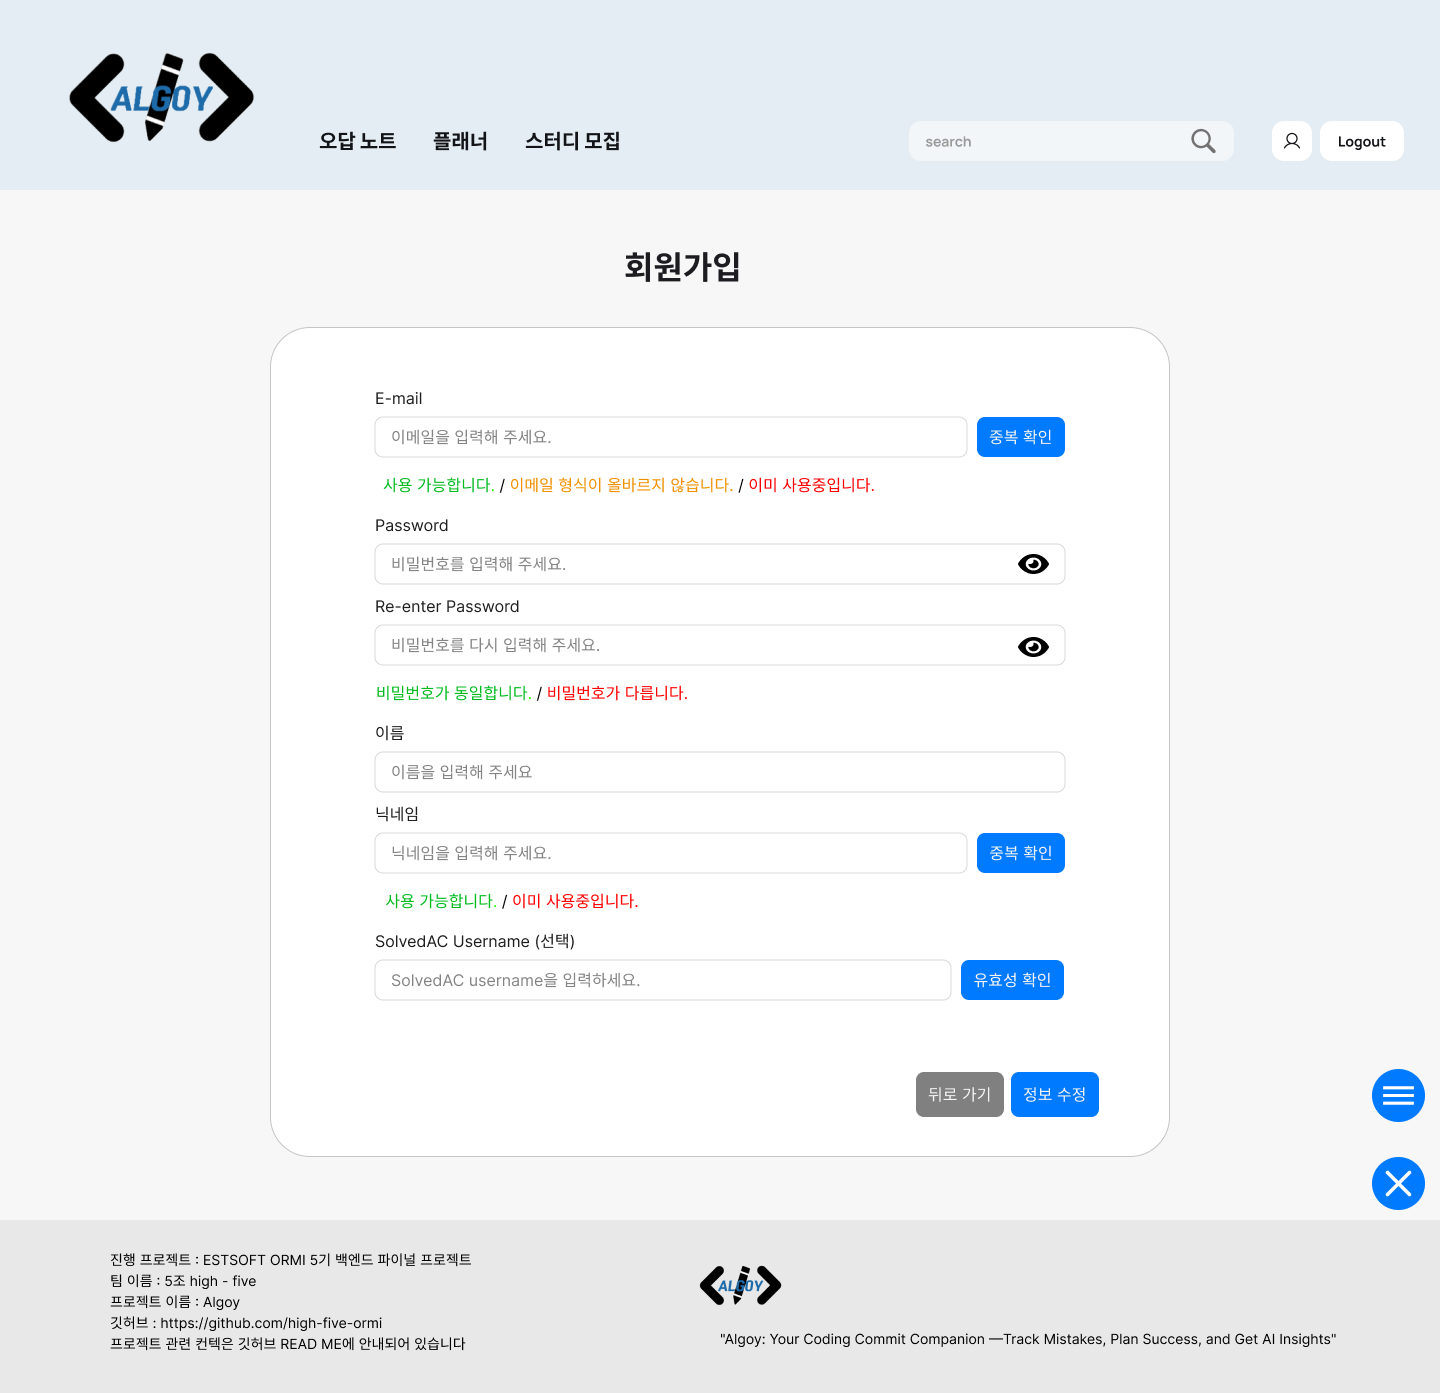 ALGOY
오답 노트 플래너 스터디 모집 search Logout
회원가입
E-mail
이메일을 입력해 주세요. 중복 확인
사용 가능합니다. / 이메일 형식이 올바르지 않습니다. / 이미 사용중입니다.
Password
비밀번호를 입력해 주세요.
Re-enter Password
비밀번호를 다시 입력해 주세요.
비밀번호가 동일합니다. / 비밀번호가 다릅니다.
이름
이름을 입력해 주세요
닉네임
닉네임을 입력해 주세요. 중복 확인
사용 가능합니다. / 이미 사용중입니다.
SolvedAC Username (선택)
SolvedAC username을 입력하세요. 유효성 확인
뒤로 가기 정보 수정
진행 프로젝트 : ESTSOFT ORMI 5기 백엔드 파이널 프로젝트
팀 이름 : 5조 high - five
프로젝트 이름 : Algoy
깃허브 : https://github.com/high-five-ormi
프로젝트 관련 컨텍은 깃허브 READ ME에 안내되어 있습니다
ALGOY
"Algoy: Your Coding Commit Companion —Track Mistakes, Plan Success, and Get AI Insights"